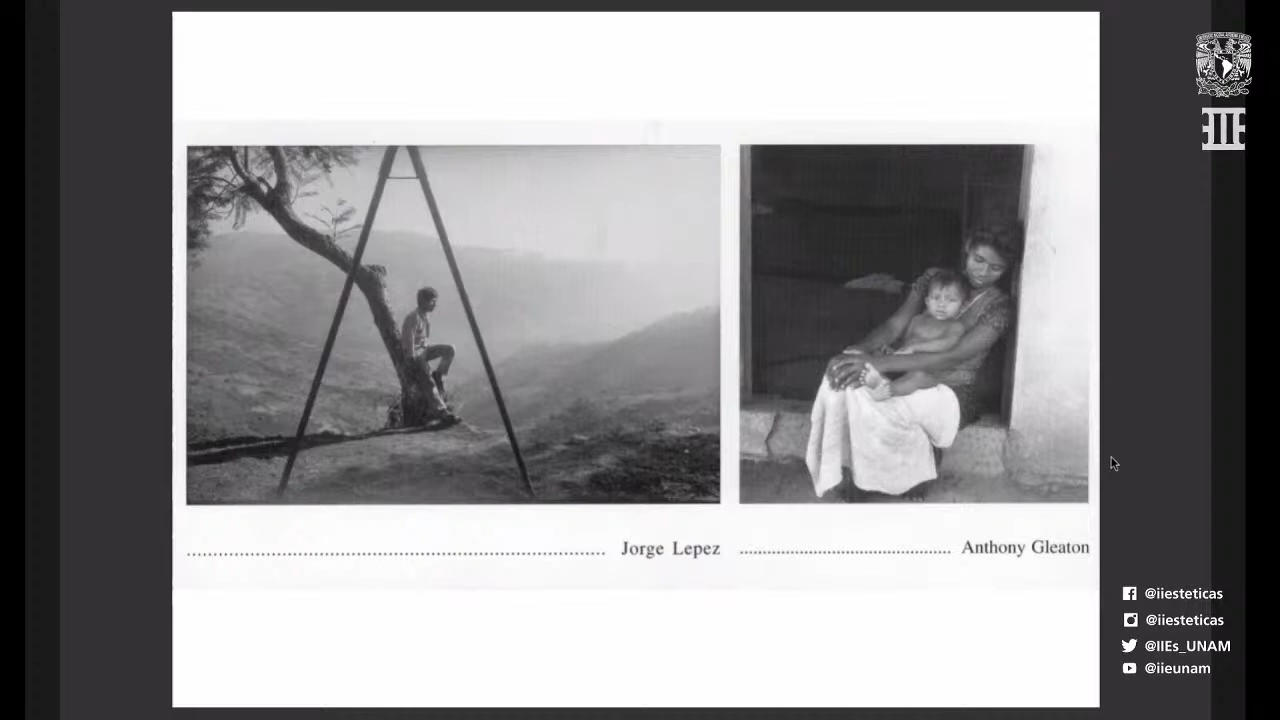 ........................................................................................ Jorge Lepez
.............................................. Anthony Gleaton
@iiesteticas
@iiesteticas
@IIEs_UNAM
@iieunam